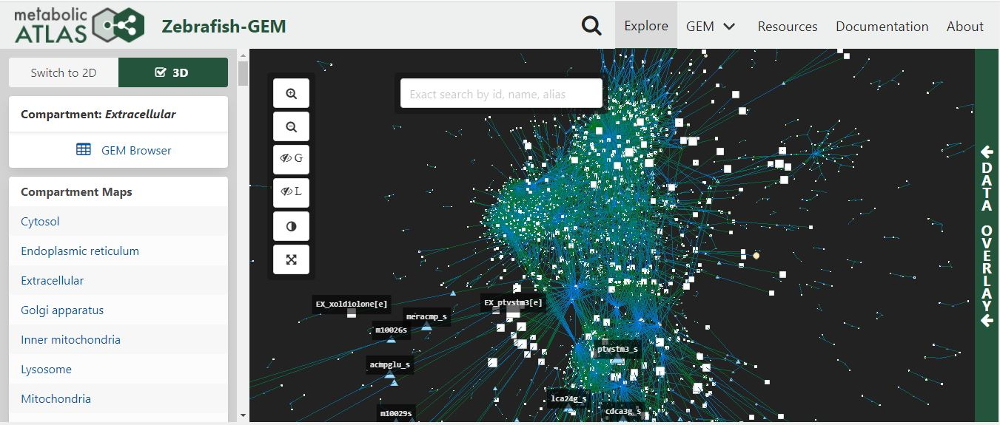 metabolic
ATLAS
Zebrafish-GEM
Explore
GEM
Resources
Documentation
About
Switch to 2D
3D
Compartment: Extracellular
GEM Browser
Compartment Maps
Cytosol
Endoplasmic reticulum
Extracellular
Golgi apparatus
Inner mitochondria
Lysosome
Mitochondria
G
L
Exact search by id, name, alias
EX_xoldiolone[e]
EX_ptvstm3[e]
meracmp_s
m10026s
ptvstm3_s
acmpglu_s
lca24g_s
m10029s
cdca3g_s
DATA OVERLAY